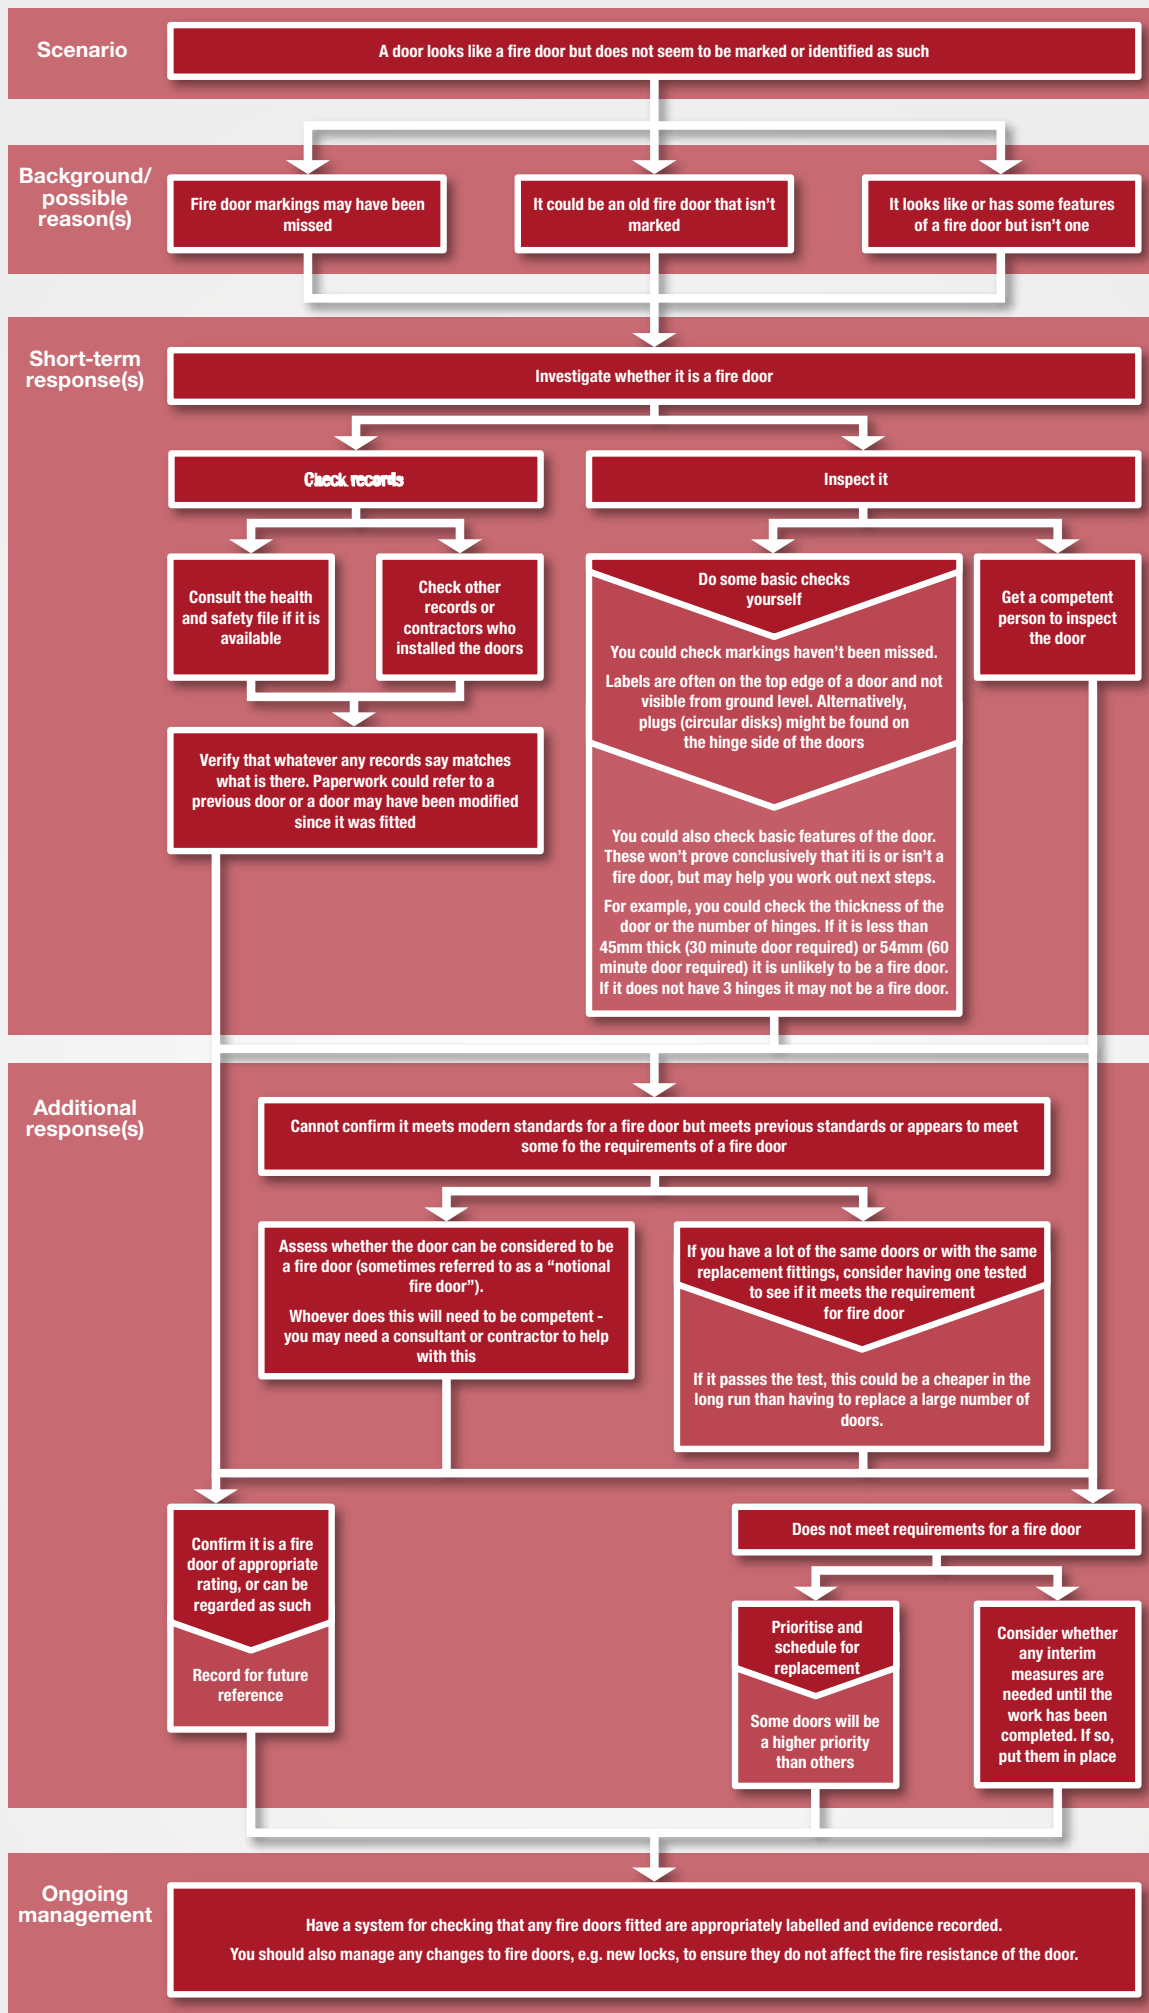 Scenario
A door looks like a fire door but does not seem to be marked or identified as such
Background/
possible
reason(s)
Fire door markings may have been
missed
It could be an old fire door that isn't
marked
It looks like or has some features
of a fire door but isn't one
Short-term
response(s)
Investigate whether it is a fire door
Check records
Inspect it
Consult the health
and safety file if it is
available
Check other
records or
contractors who
installed the doors
Do some basic checks
yourself
Get a competent
person to inspect
the door
You could check markings haven't been missed.
Labels are often on the top edge of a door and not
visible from ground level. Alternatively,
plugs (circular disks) might be found on
the hinge side of the doors
Verify that whatever any records say matches
what is there. Paperwork could refer to a
previous door or a door may have been modified
since it was fitted
You could also check basic features of the door.
These won't prove conclusively that iti is or isn't a
fire door, but may help you work out next steps.
For example, you could check the thickness of the
door or the number of hinges. If it is less than
45mm thick (30 minute door required) or 54mm (60
minute door required) it is unlikely to be a fire door.
If it does not have 3 hinges it may not be a fire door.
Additional
response(s)
Cannot confirm it meets modern standards for a fire door but meets previous standards or appears to meet
some fo the requirements of a fire door
Assess whether the door can be considered to be
a fire door (sometimes referred to as a “notional
fire door”).
Whoever does this will need to be competent -
you may need a consultant or contractor to help
with this
If you have a lot of the same doors or with the same
replacement fittings, consider having one tested
to see if it meets the requirement
for fire door
If it passes the test, this could be a cheaper in the
long run than having to replace a large number of
doors.
Confirm it is a fire
door of appropriate
rating, or can be
regarded as such
Record for future
reference
Does not meet requirements for a fire door
Prioritise and
schedule for
replacement
Some doors will be
a higher priority
than others
Consider whether
any interim
measures are
needed until the
work has been
completed. If so,
put them in place
Ongoing
management
Have a system for checking that any fire doors fitted are appropriately labelled and evidence recorded.
You should also manage any changes to fire doors, e.g. new locks, to ensure they do not affect the fire resistance of the door.